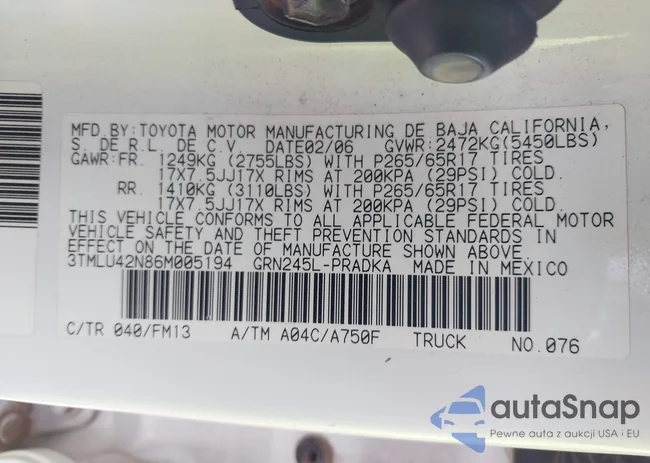 MFD.BY:TOYOTA MOTOR MANUFACTURING DE BAJA CALIFORNIA,
S. DE R.L. DE C.V. DATE02/06 GVWR:2472KG(5450LBS)
GAWR:FR. 1249KG (2755LBS) WITH P265/65R17 TIRES
17X7.5JJ17X RIMS AT 200KPA (29PSI) COLD.
RR. 1410KG (3110LBS) WITH P265/65R17 TIRES
17X7.5JJ17X RIMS AT 200KPA (29PSI) COLD.
THIS VEHICLE CONFORMS TO ALL APPLICABLE FEDERAL MOTOR
VEHICLE SAFETY AND THEFT PREVENTION STANDARDS IN
EFFECT ON THE DATE OF MANUFACTURE SHOWN ABOVE.
3TMLU42N86M005194 GRN245L-PRADKA MADE IN MEXICO
C/TR 040/FM13 A/TM A04C/A750F TRUCK NO.076
autaSnap
Pewne auta z aukcji USA i EU